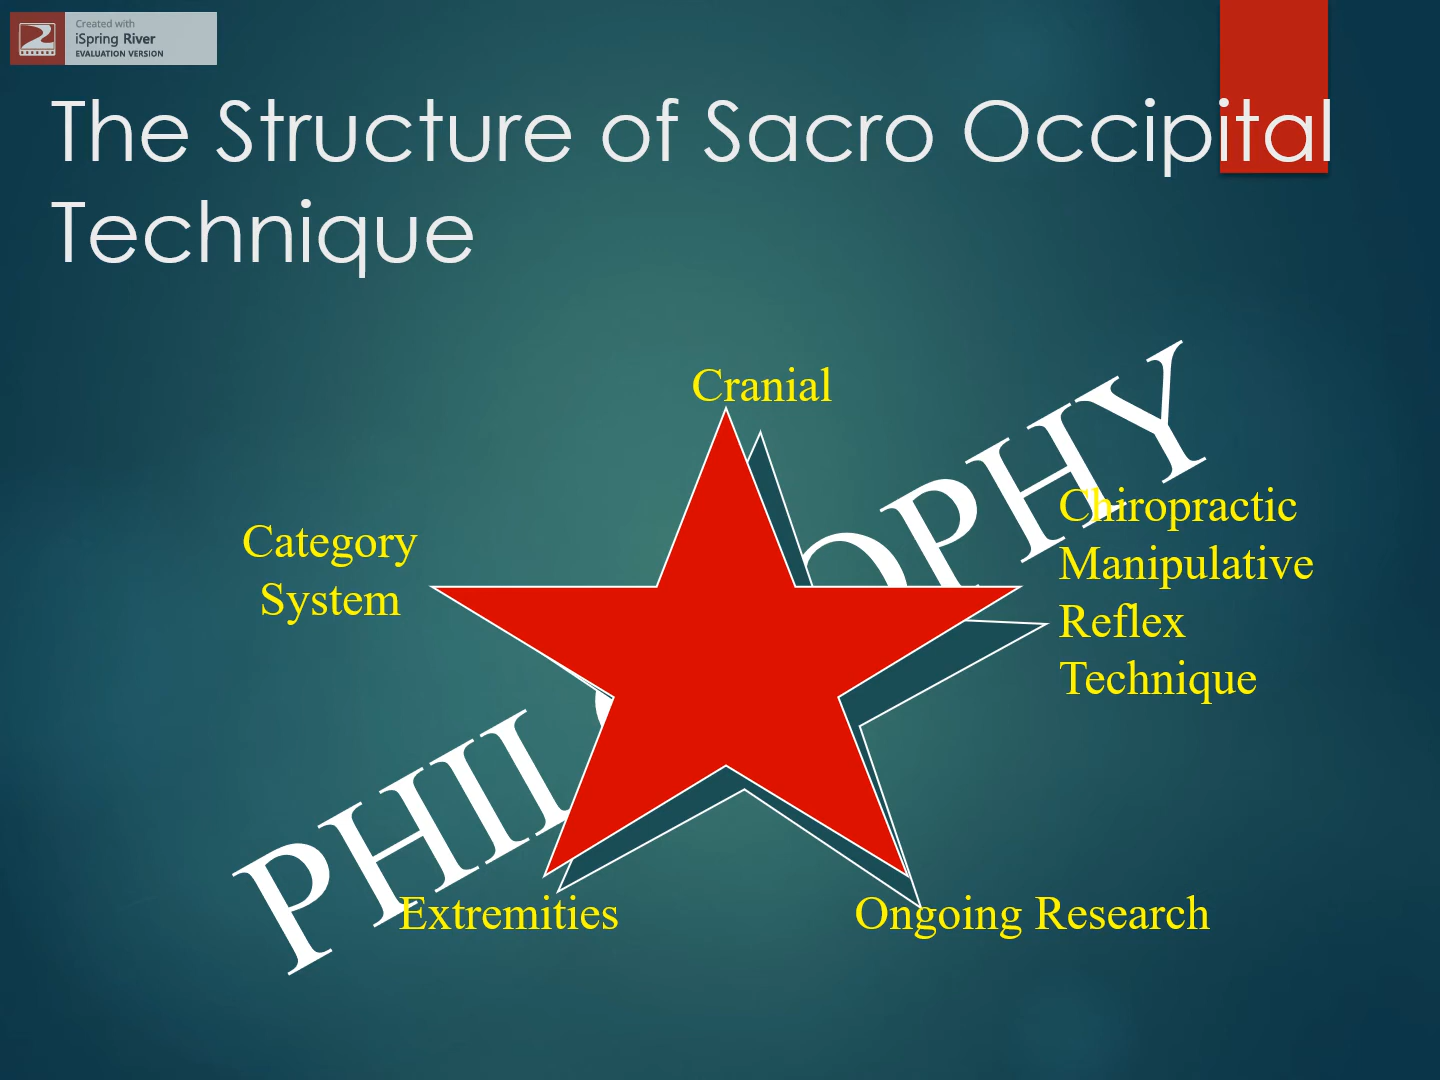 Created with
iSpring River
EVALUATION VERSION
The Structure of Sacro Occipital
Technique
Cranial
Category
System
Chiropractic
Manipulative
Reflex
Technique
Extremities
Ongoing Research